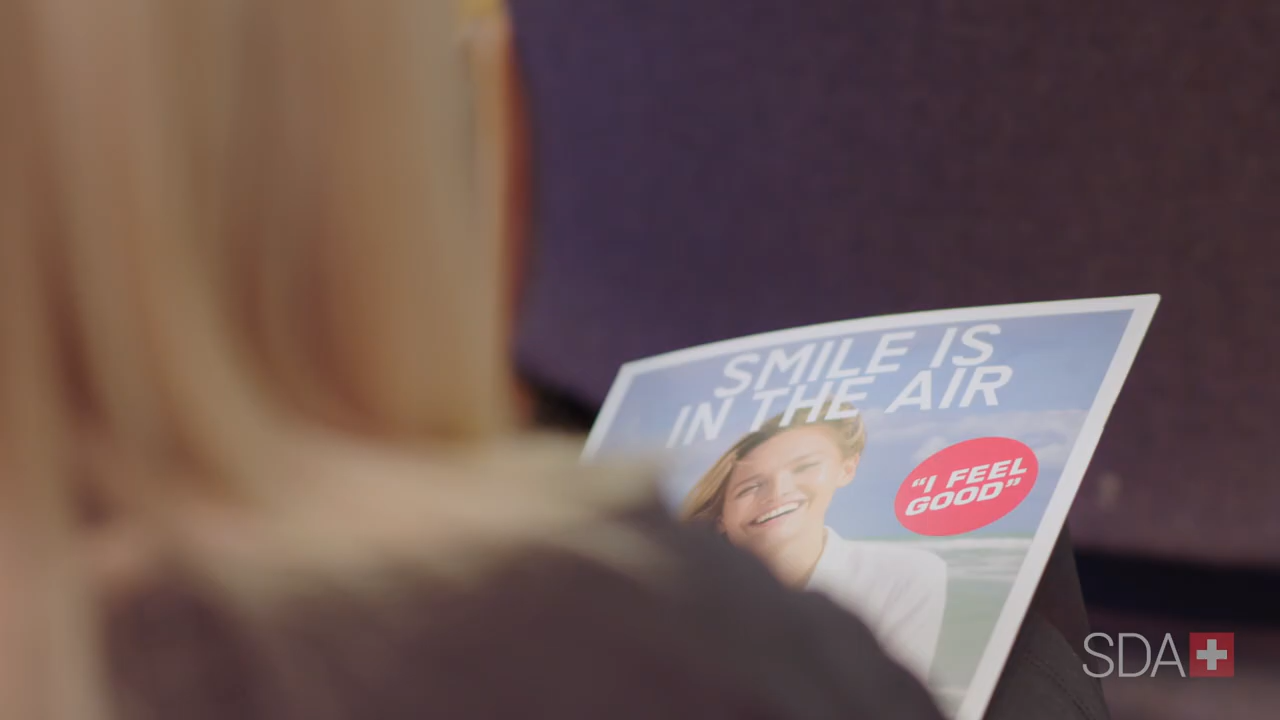 SMILE IS
IN THE AIR
“I FEEL
GOOD”
SDA